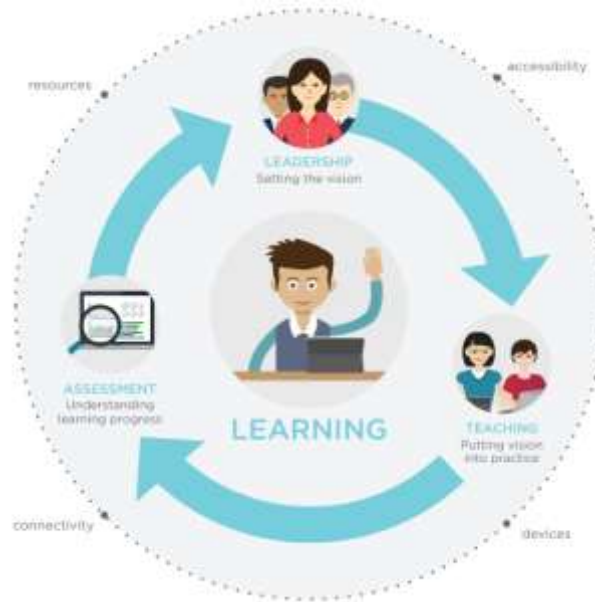 resources
accessibility
LEADERSHIP
Setting the vision
ASSESSMENT
Understanding
learning progress
LEARNING
TEACHING
Putting vision
into practice
connectivity
devices